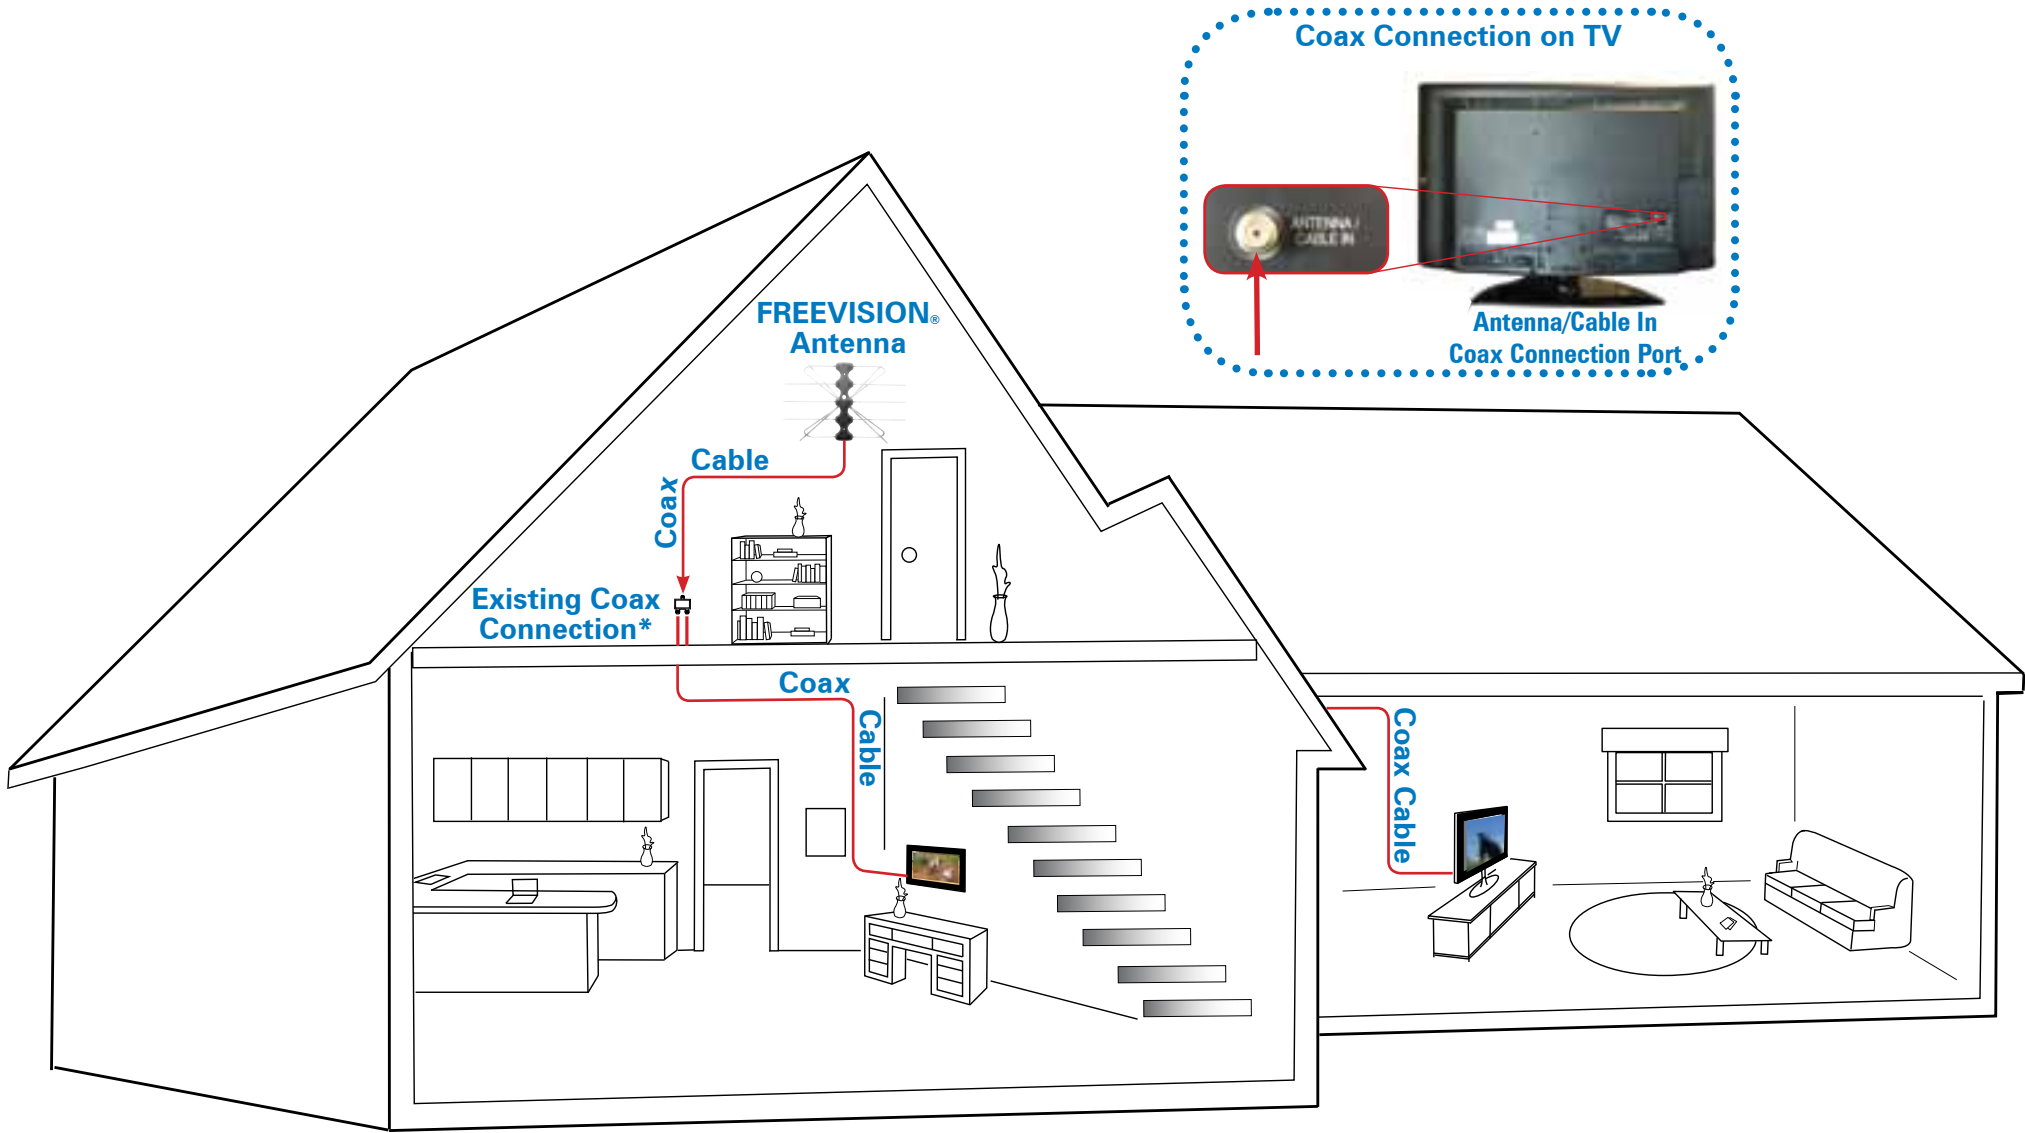 Coax Connection on TV
ANTENNA /
CABLE IN
Antenna/Cable In
Coax Connection Port
FREEVISION®
Antenna
Cable
Coax
Existing Coax
Connection*
Coax
Cable
Coax Cable